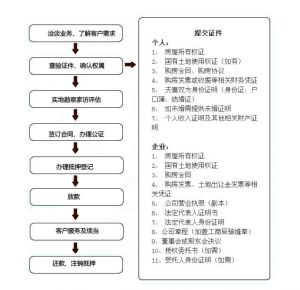 洽谈业务、了解客户需求
查验证件、确认权属
实地勘察家访评估
签订合同、办理公证
办理抵押登记
放款
客户服务及续当
还款、注销抵押
提交证件
个人：
1、 房屋所有权证
2、 国有土地使用权证（如有）
3、 购房合同、购房协议
4、 购房发票或收据等相关财务凭证
5、 夫妻双方身份证明（身份证、户
口簿、结婚证）
6、 如未婚需提供未婚证明
7、 个人收入证明及其他相关财产证
明
企业：
1、 房屋所有权证
2、 国有土地使用权证
3、 购房合同
4、 购房发票、土地出让金发票等相
关凭证
5、 公司营业执照（副本）
6、 法定代表人证明书
7、 法定代表人身份证明
8、 公司章程（加盖工商局骑缝章）
9、 董事会或股东会决议
10、 授权委托书（如需）
11、 受托人身份证明（如需）